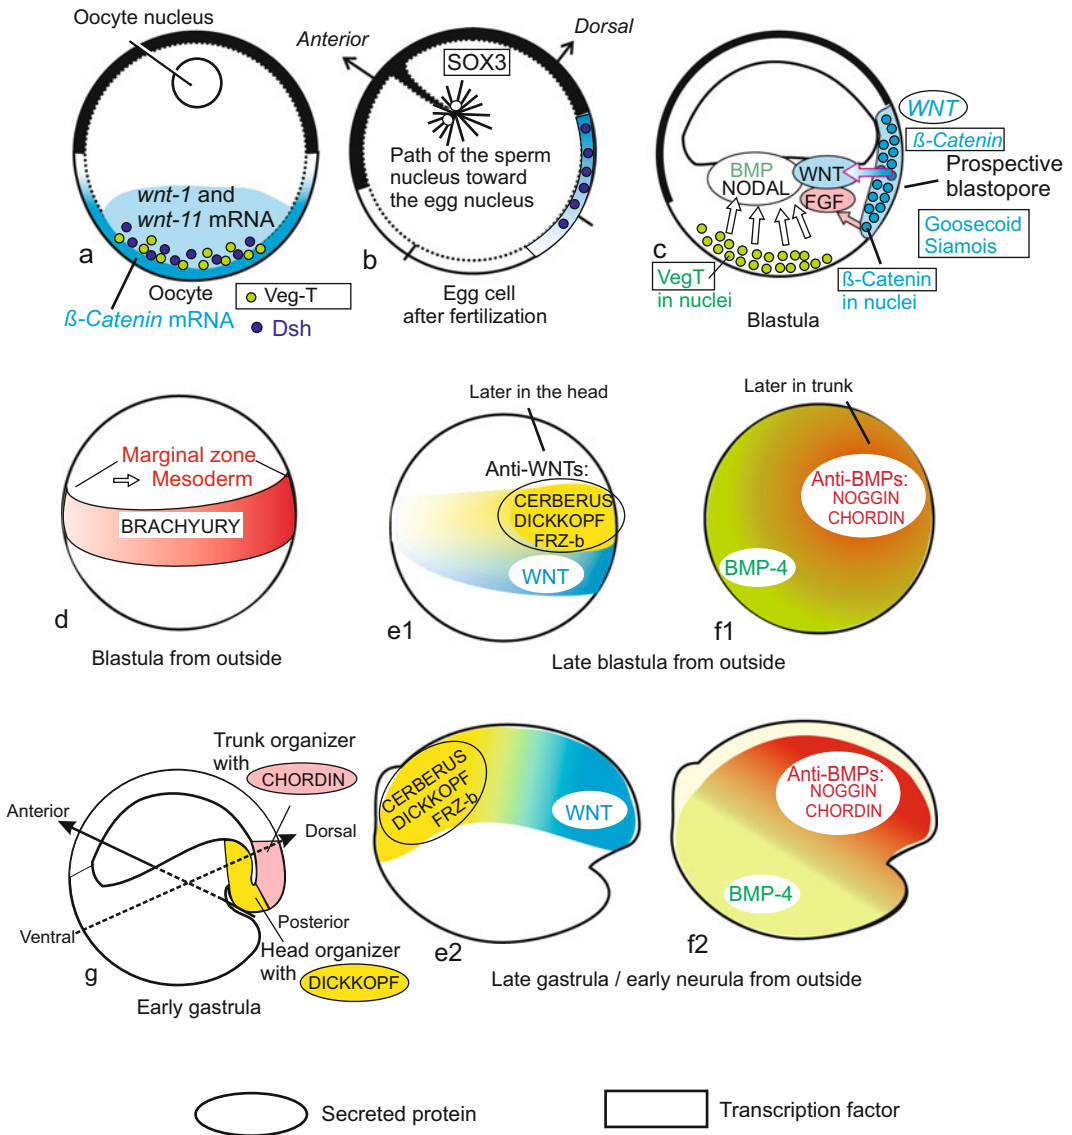 Oocyte nucleus
wnt-1 and
wnt-11 mRNA
a
Oocyte
ß-Catenin mRNA
Veg-T
Dsh
Anterior
Dorsal
SOX3
Path of the sperm
nucleus toward
the egg nucleus
b
Egg cell
after fertilization
WNT
ß-Catenin
Prospective
blastopore
BMP
NODAL
WNT
FGF
Goosecoid
Siamois
c
VegT
in nuclei
ß-Catenin
in nuclei
Blastula
Marginal zone
Mesoderm
BRACHYURY
d
Blastula from outside
Later in the head
Anti-WNTs:
CERBERUS
DICKKOPF
FRZ-b
WNT
e1
Later in trunk
Anti-BMPs:
NOGGIN
CHORDIN
BMP-4
f1
Late blastula from outside
Trunk organizer
with
CHORDIN
Anterior
Dorsal
Posterior
Ventral
Head organizer
with
DICKKOPF
g
Early gastrula
CERBERUS
DICKKOPF
FRZ-b
WNT
e2
Anti-BMPs:
NOGGIN
CHORDIN
BMP-4
f2
Late gastrula / early neurula from outside
Secreted protein
Transcription factor